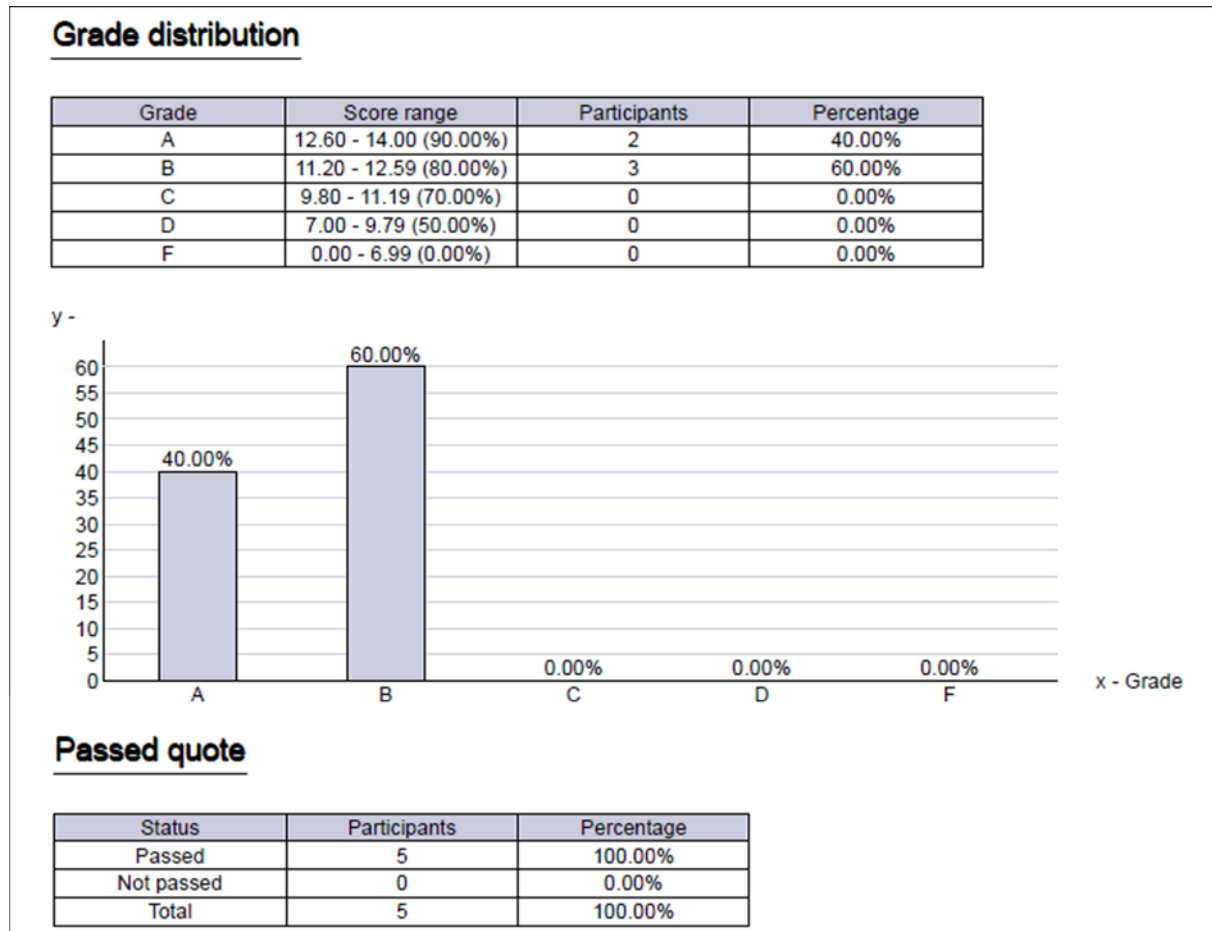 Grade distribution
Grade Score range Participants Percentage
A 12.60 - 14.00 (90.00%) 2 40.00%
B 11.20 - 12.59 (80.00%) 3 60.00%
C 9.80 - 11.19 (70.00%) 0 0.00%
D 7.00 - 9.79 (50.00%) 0 0.00%
F 0.00 - 6.99 (0.00%) 0 0.00%
y -
60 60.00%
55
50
45
40 40.00%
35
30
25
20
15
10
5
0 0.00% 0.00% 0.00%
A B C D F x - Grade
Passed quote
Status Participants Percentage
Passed 5 100.00%
Not passed 0 0.00%
Total 5 100.00%